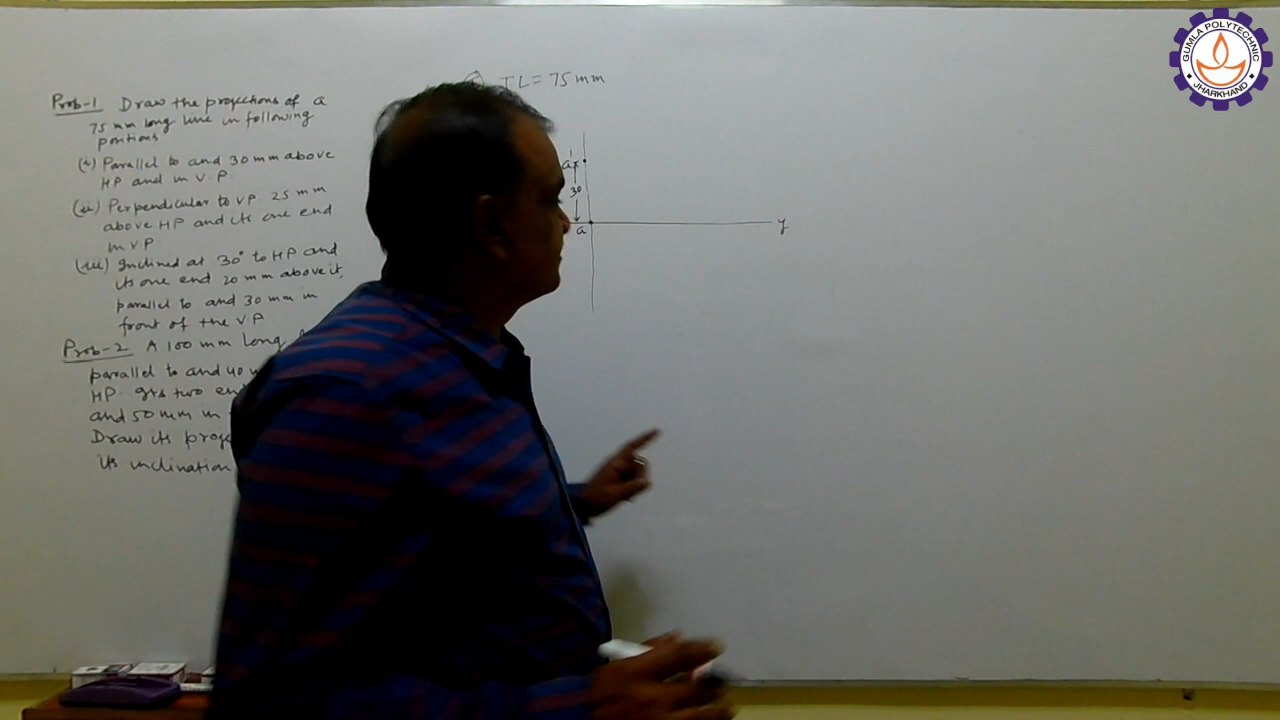 Prob-1 Draw the projections of a
75 mm long line in following
positions
(i) Parallel to and 30 mm above
HP and in V.P
(ii) Perpendicular to VP 25 mm
above HP and its one end
in VP
(iii) Inclined at 30° to HP and
its one end 20 mm above it,
parallel to and 30 mm in
front of the V.P
Prob-2 A 100 mm long
parallel to and 40
HP. Its two
and 50 mm in
Draw its
its inclination
TL = 75 mm
a'
30
a
y
GUMLA POLYTECHNIC
JHARKHAND